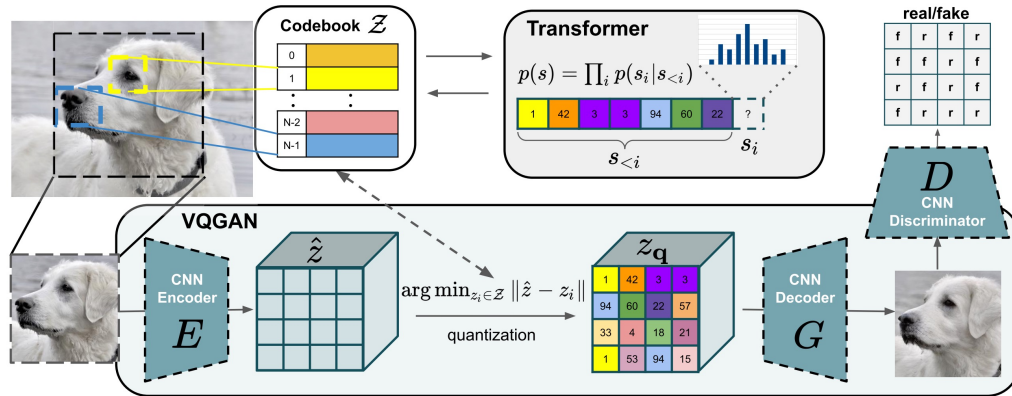 Codebook 𝒵
0
1
⋮ ⋮
N-2
N-1
Transformer
p(s) = ∏ᵢ p(sᵢ|s<ᵢ)
1 42 3 3 94 60 22 ?
s<ᵢ sᵢ
real/fake
f r f r
r r f f
r f r f
f r r r
D
CNN
Discriminator
VQGAN
CNN
Encoder
E
ẑ
arg min_{zᵢ∈𝒵} ‖ẑ − zᵢ‖
quantization
z_q
1 42 3 3
94 60 22 57
33 4 18 21
1 53 94 15
CNN
Decoder
G